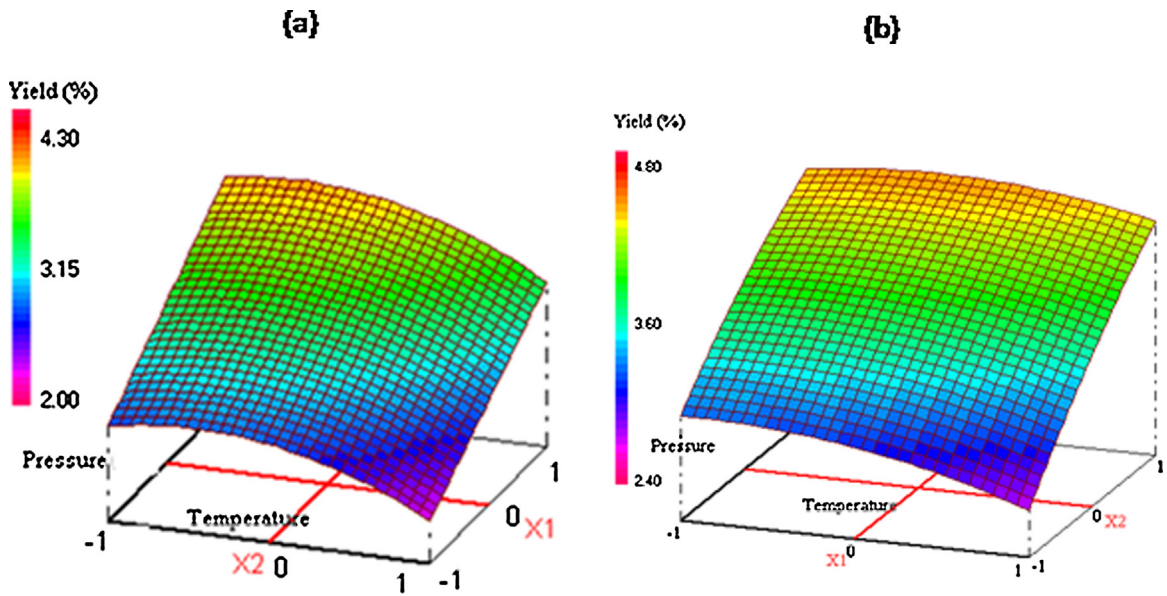 {a}
Yield (%)
4.30
3.15
2.00
Pressure
Temperature
-1
X2 0
1
-1
0
X1
1
{b}
Yield (%)
4.80
3.60
2.40
Pressure
Temperature
-1
X1 0
1
-1
0
X2
1